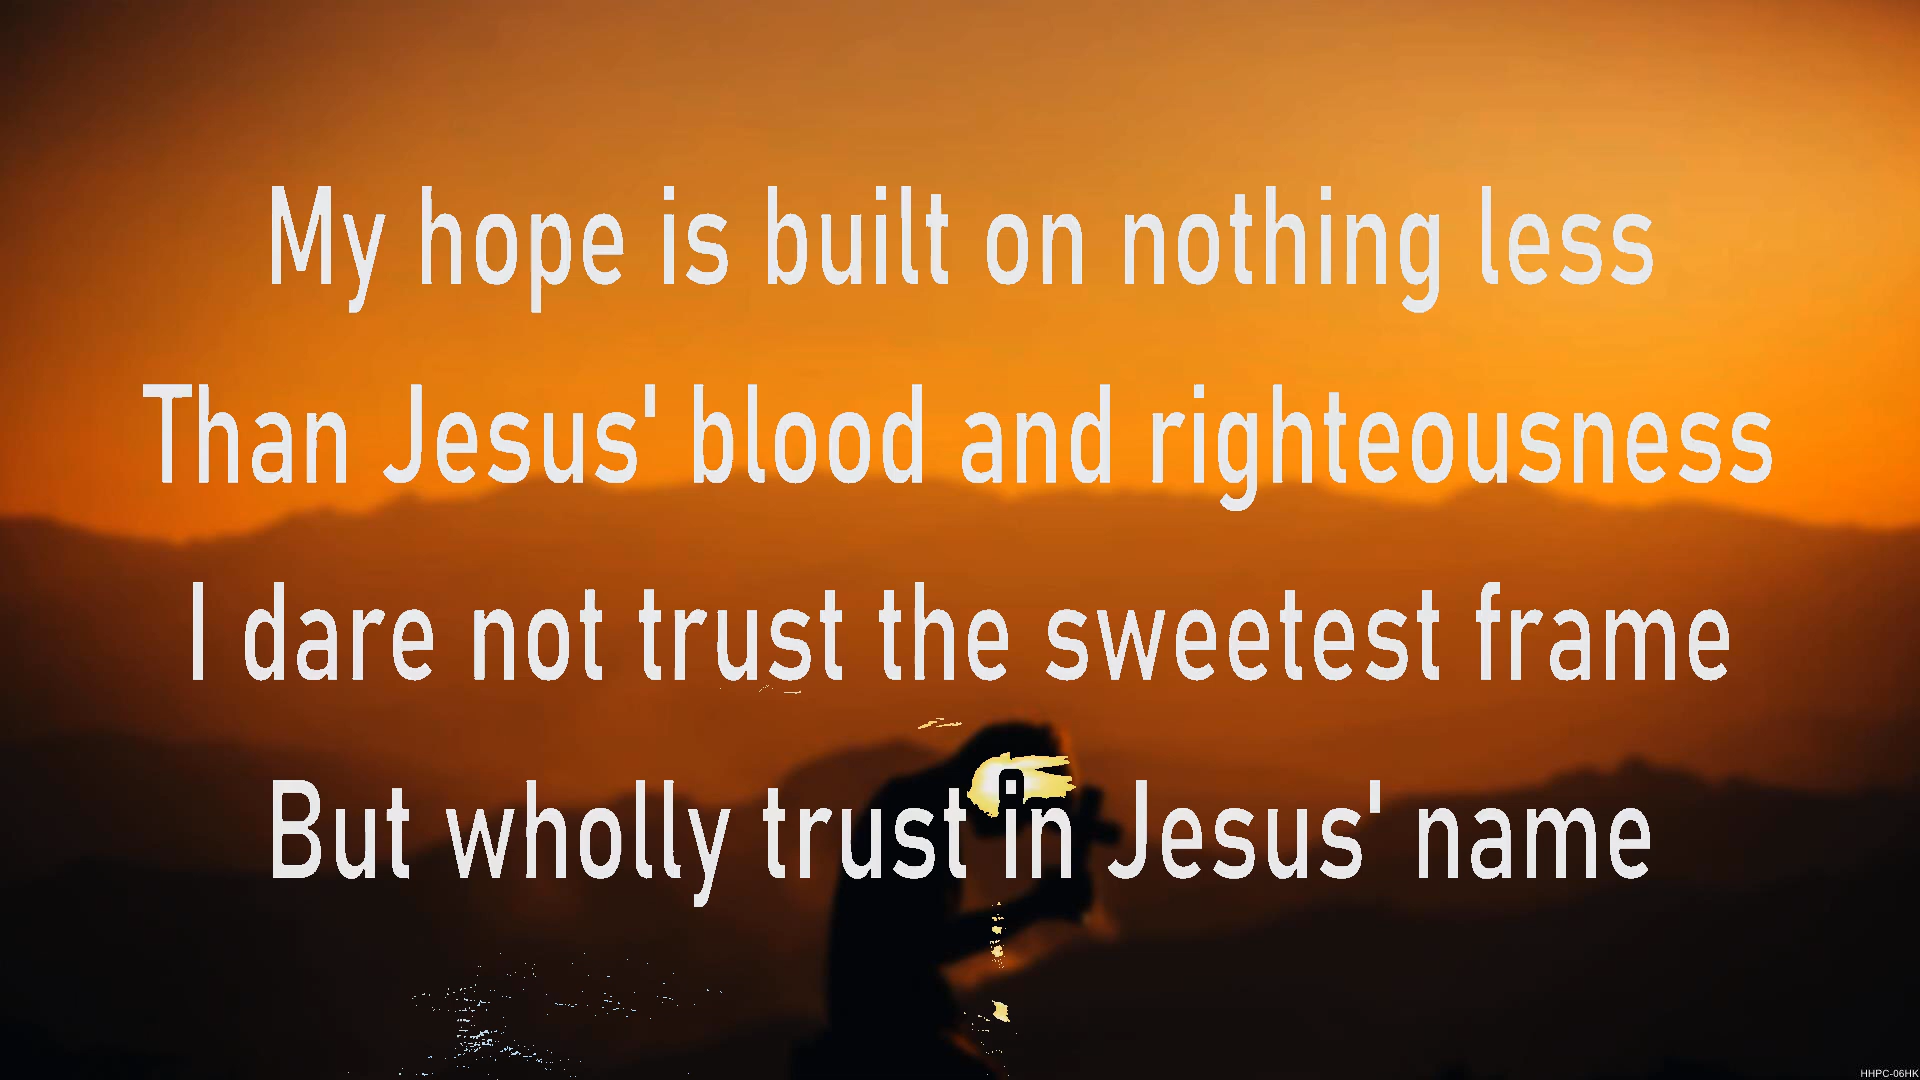 My hope is built on nothing less
Than Jesus' blood and righteousness
I dare not trust the sweetest frame
But wholly trust in Jesus' name
HHPC-06HK